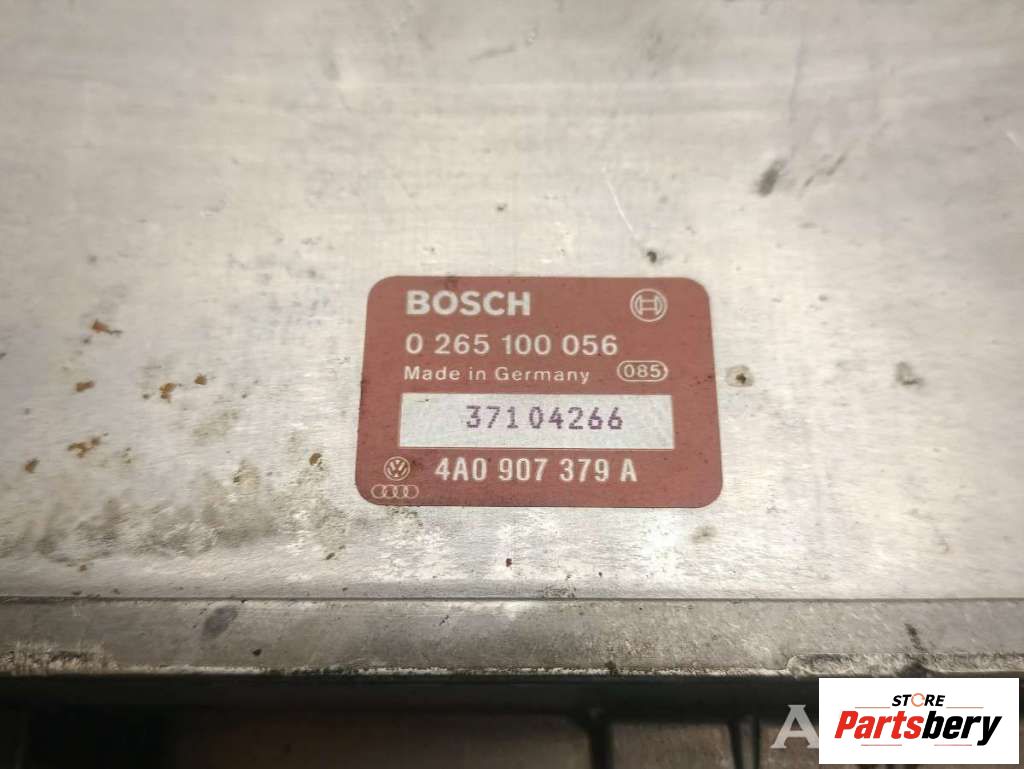 BOSCH
0 265 100 056
Made in Germany 085
37104266
4A0 907 379 A
STORE
Partsbery
A